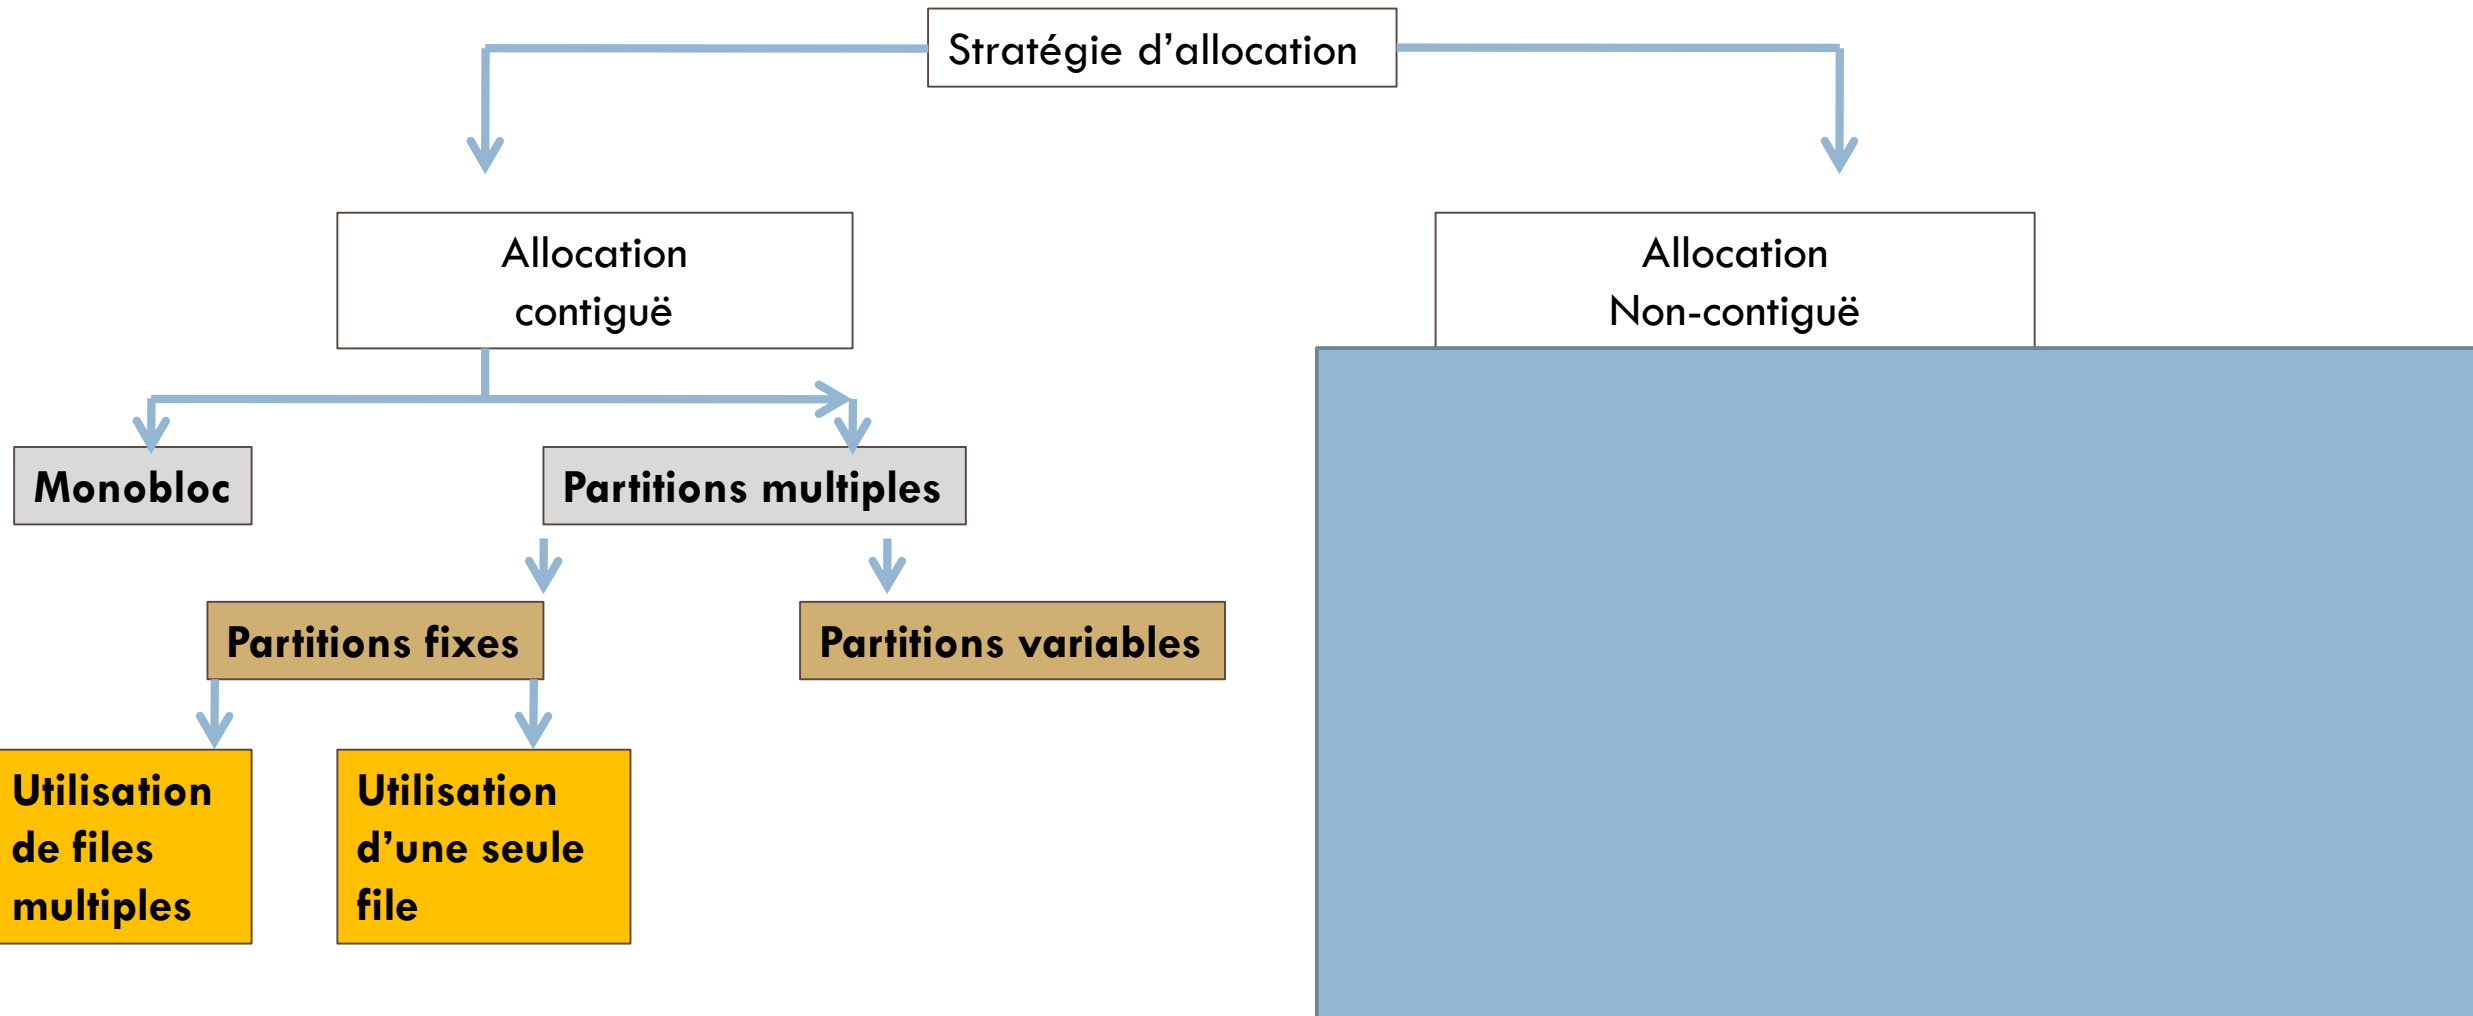 Stratégie d’allocation
Allocation
contiguë
Allocation
Non-contiguë
Monobloc
Partitions multiples
Partitions fixes
Partitions variables
Utilisation
de files
multiples
Utilisation
d’une seule
file